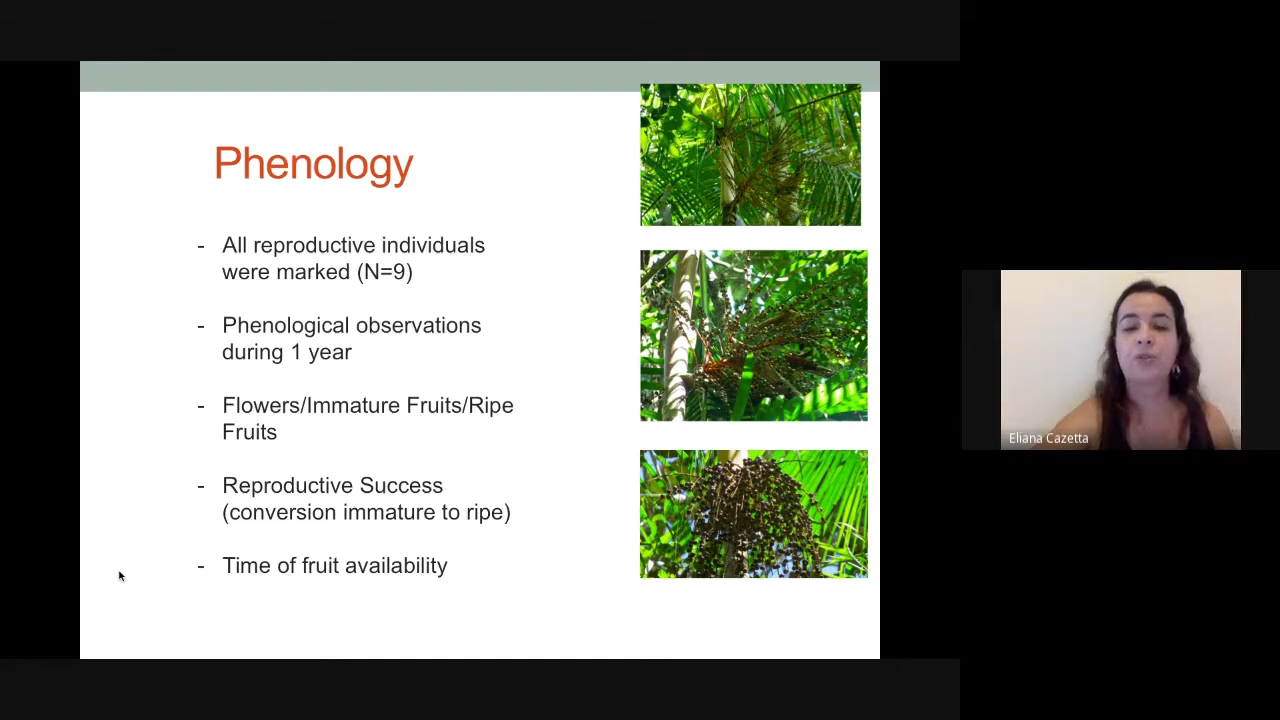 Phenology
- All reproductive individuals
were marked (N=9)
- Phenological observations
during 1 year
- Flowers/Immature Fruits/Ripe
Fruits
- Reproductive Success
(conversion immature to ripe)
- Time of fruit availability
Eliana Cazetta